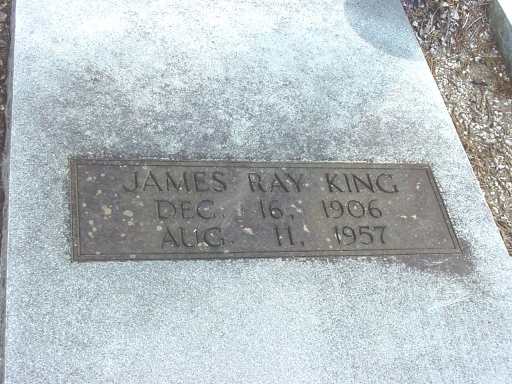 JAMES RAY KING
DEC. 16, 1906
AUG. 11, 1957